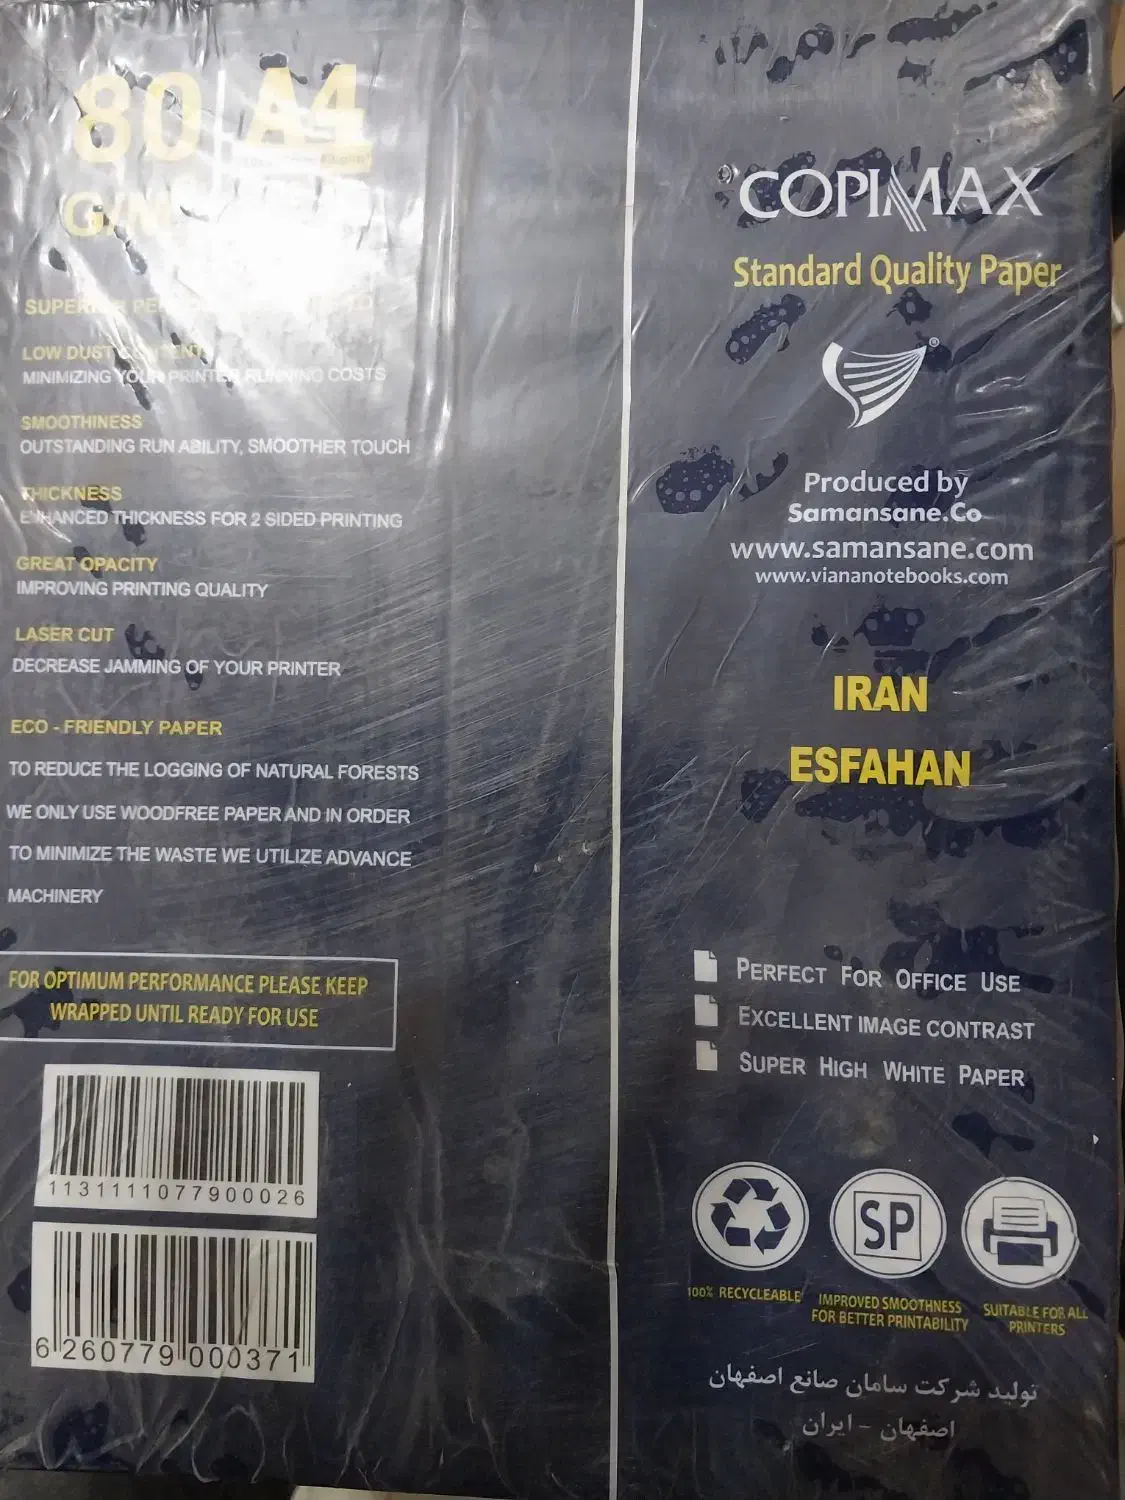 80 A4
SUPERIOR
LOW DUST CONTENT
MINIMIZING YOUR PRINTER RUNNING COSTS
SMOOTHINESS
OUTSTANDING RUN ABILITY, SMOOTHER TOUCH
THICKNESS
ENHANCED THICKNESS FOR 2 SIDED PRINTING
GREAT OPACITY
IMPROVING PRINTING QUALITY
LASER CUT
DECREASE JAMMING OF YOUR PRINTER
ECO - FRIENDLY PAPER
TO REDUCE THE LOGGING OF NATURAL FORESTS
WE ONLY USE WOODFREE PAPER AND IN ORDER
TO MINIMIZE THE WASTE WE UTILIZE ADVANCE
MACHINERY
FOR OPTIMUM PERFORMANCE PLEASE KEEP
WRAPPED UNTIL READY FOR USE
1131111077900026
6 260779 000371
COPIMAX
Standard Quality Paper
®
Produced by
Samansane.Co
www.samansane.com
www.viananotebooks.com
IRAN
ESFAHAN
PERFECT FOR OFFICE USE
EXCELLENT IMAGE CONTRAST
SUPER HIGH WHITE PAPER
SP
100% RECYCLEABLE
IMPROVED SMOOTHNESS
FOR BETTER PRINTABILITY
SUITABLE FOR ALL
PRINTERS
تولید شرکت سامان صانع اصفهان
اصفهان - ایران